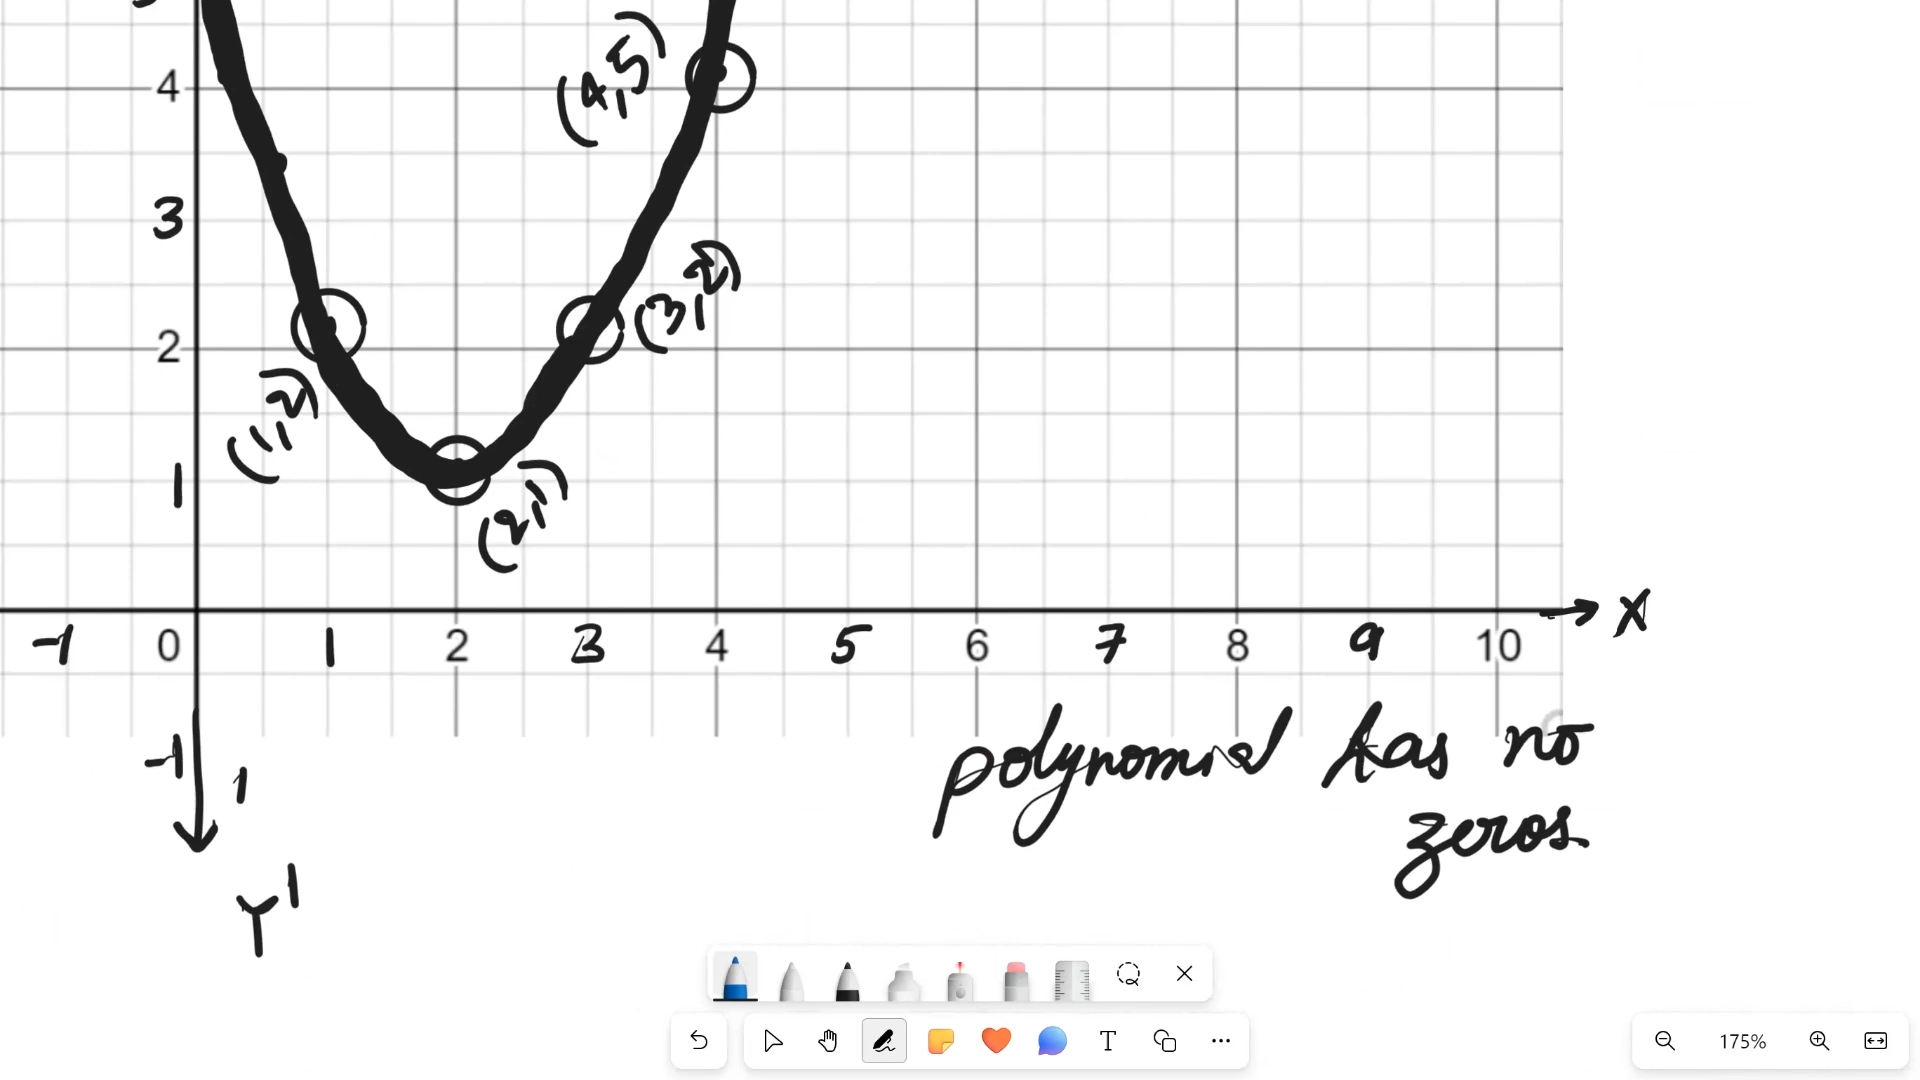 4
(4,5)
3
(3,2)
2
(1,2)
1
(2,1)
-1 0 1 2 3 4 5 6 7 8 9 10 X
-1
1
polynomial has no
zeros.
Y'
T
175%